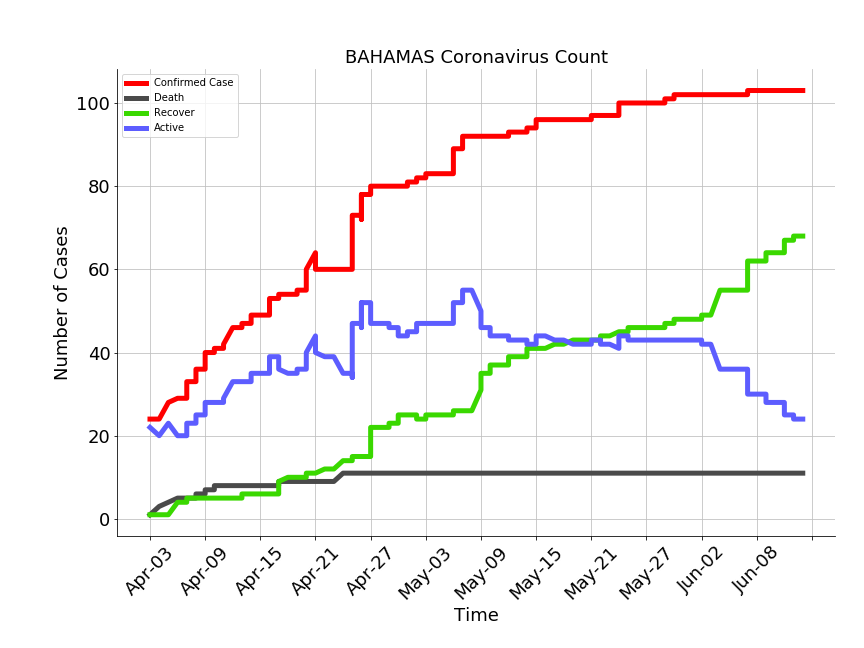 BAHAMAS Coronavirus Count
Confirmed Case
Death
Recover
Active
Number of Cases
100
80
60
40
20
0
Apr-03 Apr-09 Apr-15 Apr-21 Apr-27 May-03 May-09 May-15 May-21 May-27 Jun-02 Jun-08
Time